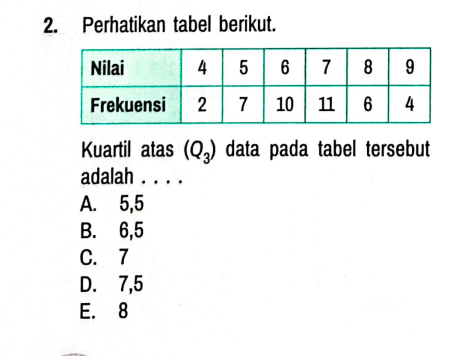 2. Perhatikan tabel berikut.
Nilai 4 5 6 7 8 9
Frekuensi 2 7 10 11 6 4
Kuartil atas (Q₃) data pada tabel tersebut
adalah . . . .
A. 5,5
B. 6,5
C. 7
D. 7,5
E. 8